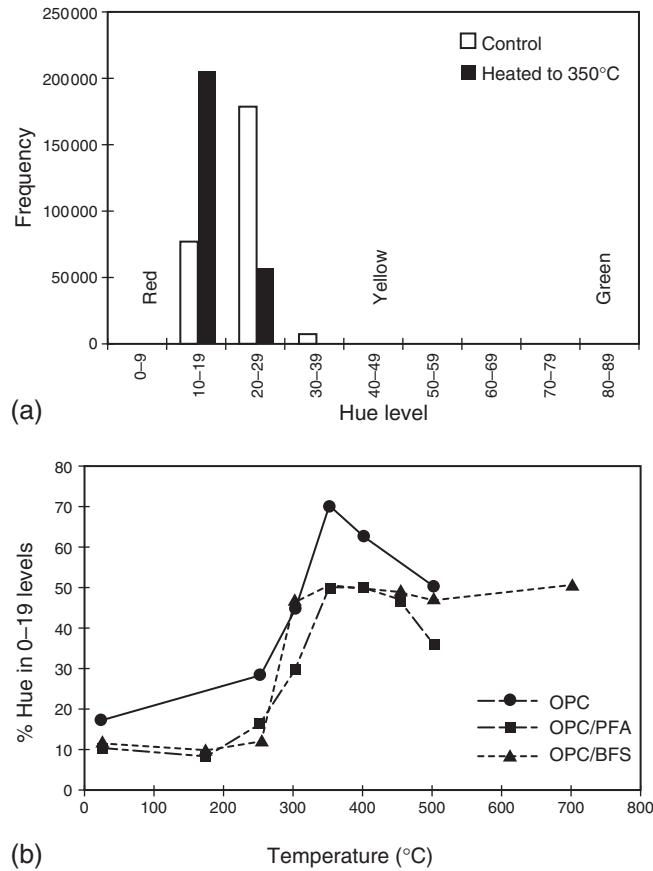 250000
200000
150000
100000
50000
0
Frequency
Control
Heated to 350°C
Red
Yellow
Green
0–9
10–19
20–29
30–39
40–49
50–59
60–69
70–79
80–89
(a)
Hue level
80
70
60
50
40
30
20
10
0
% Hue in 0–19 levels
OPC
OPC/PFA
OPC/BFS
0 100 200 300 400 500 600 700 800
(b)
Temperature (°C)